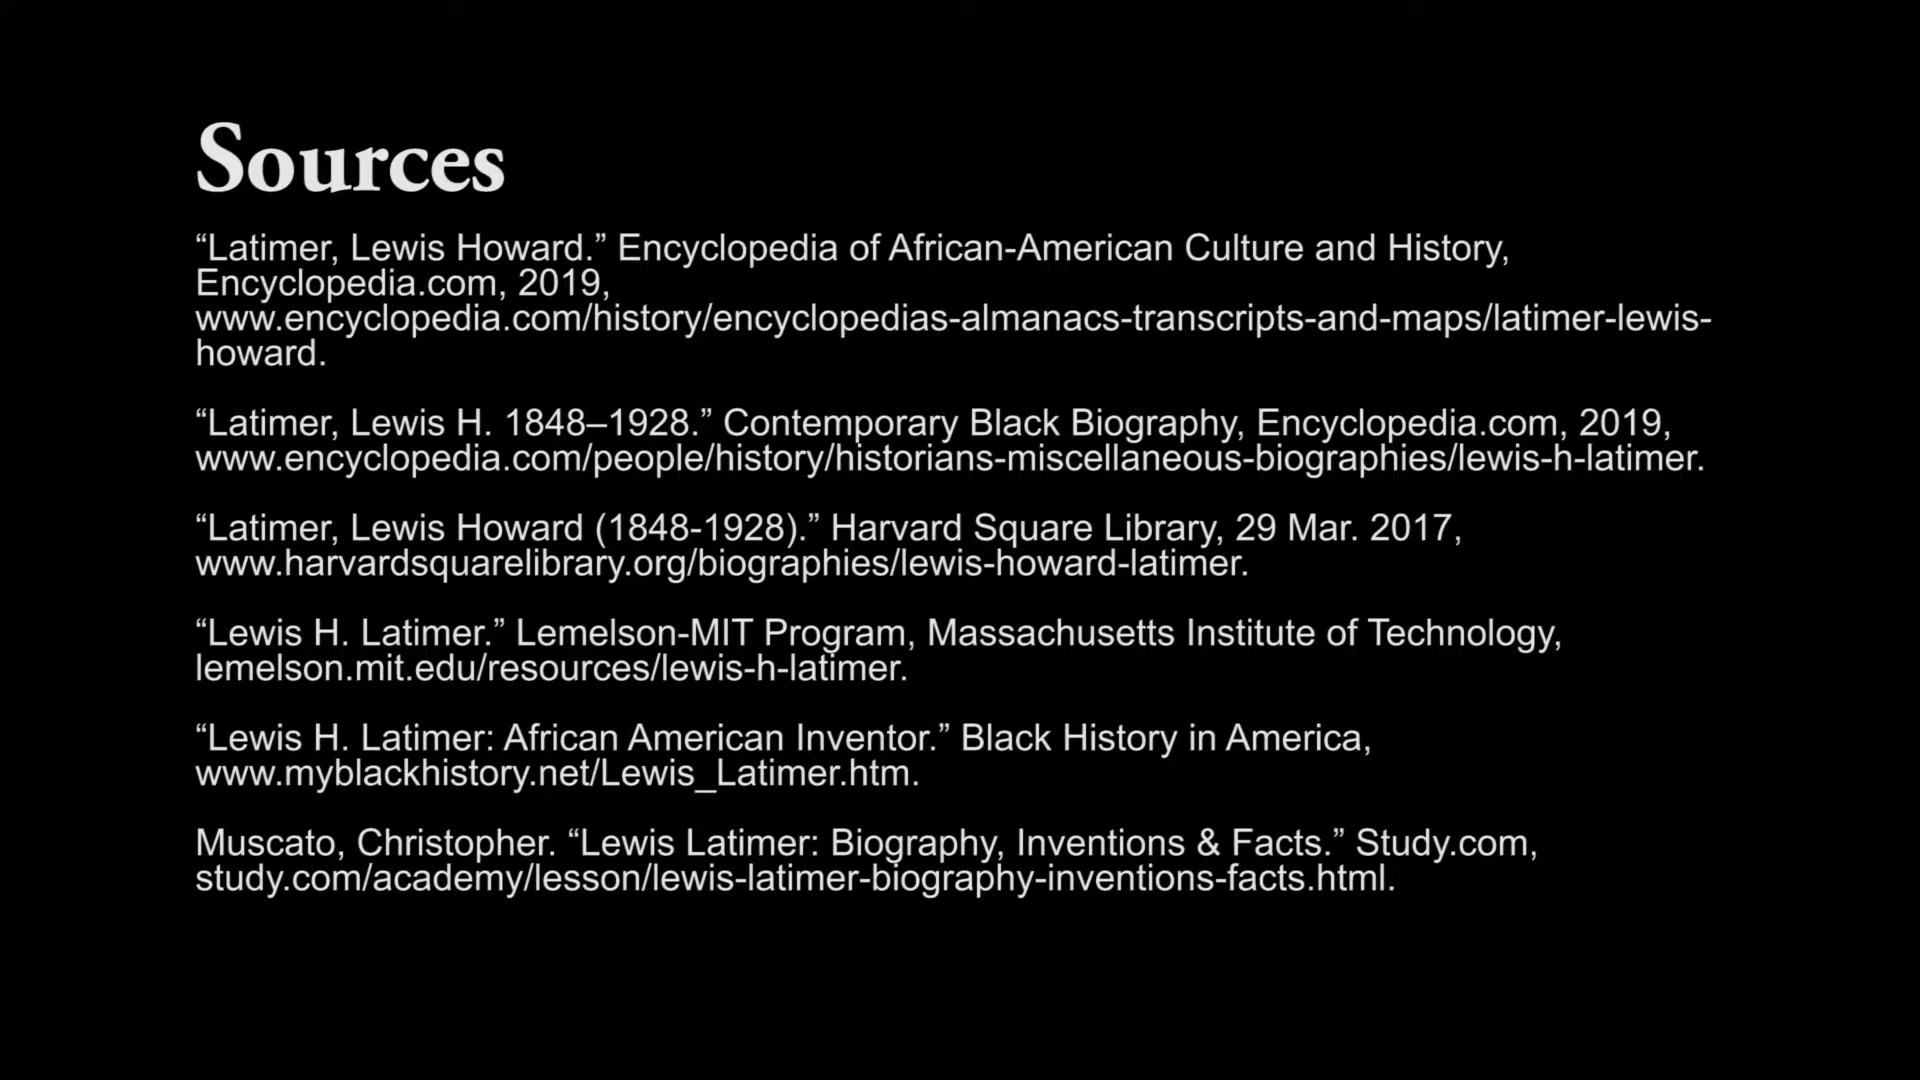 Sources
“Latimer, Lewis Howard.” Encyclopedia of African-American Culture and History,
Encyclopedia.com, 2019,
www.encyclopedia.com/history/encyclopedias-almanacs-transcripts-and-maps/latimer-lewis-
howard.
“Latimer, Lewis H. 1848–1928.” Contemporary Black Biography, Encyclopedia.com, 2019,
www.encyclopedia.com/people/history/historians-miscellaneous-biographies/lewis-h-latimer.
“Latimer, Lewis Howard (1848-1928).” Harvard Square Library, 29 Mar. 2017,
www.harvardsquarelibrary.org/biographies/lewis-howard-latimer.
“Lewis H. Latimer.” Lemelson-MIT Program, Massachusetts Institute of Technology,
lemelson.mit.edu/resources/lewis-h-latimer.
“Lewis H. Latimer: African American Inventor.” Black History in America,
www.myblackhistory.net/Lewis_Latimer.htm.
Muscato, Christopher. “Lewis Latimer: Biography, Inventions & Facts.” Study.com,
study.com/academy/lesson/lewis-latimer-biography-inventions-facts.html.